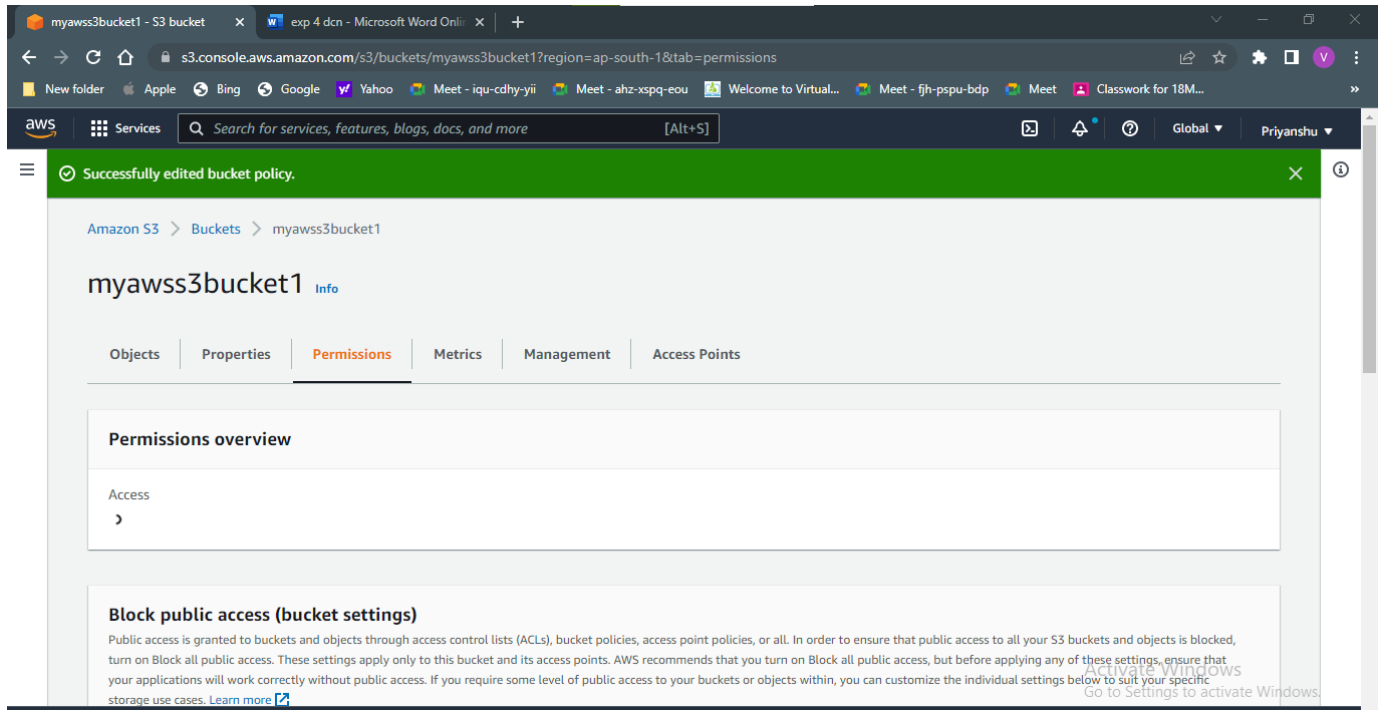 myawss3bucket1 - S3 bucket
exp 4 dcn - Microsoft Word Onlin
s3.console.aws.amazon.com/s3/buckets/myawss3bucket1?region=ap-south-1&tab=permissions
V
New folder Apple Bing Google Yahoo Meet - iqu-cdhy-yii Meet - ahz-xspq-eou Welcome to Virtual... Meet - fjh-pspu-bdp Meet Classwork for 18M... »
aws Services Search for services, features, blogs, docs, and more [Alt+S] Global Priyanshu
Successfully edited bucket policy.
Amazon S3 Buckets myawss3bucket1
myawss3bucket1 Info
Objects Properties Permissions Metrics Management Access Points
Permissions overview
Access
Block public access (bucket settings)
Public access is granted to buckets and objects through access control lists (ACLs), bucket policies, access point policies, or all. In order to ensure that public access to all your S3 buckets and objects is blocked,
turn on Block all public access. These settings apply only to this bucket and its access points. AWS recommends that you turn on Block all public access, but before applying any of these settings, ensure that
your applications will work correctly without public access. If you require some level of public access to your buckets or objects within, you can customize the individual settings below to suit your specific
storage use cases. Learn more
Activate Windows
Go to Settings to activate Windows.